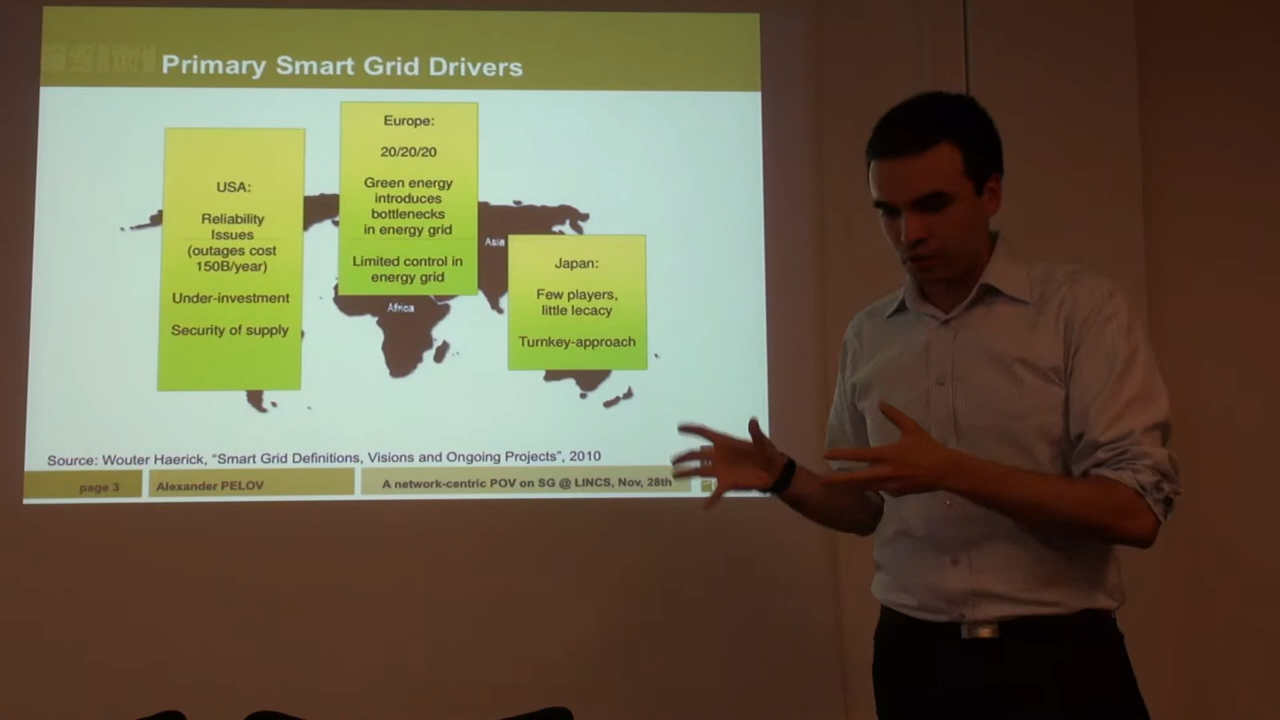 Primary Smart Grid Drivers
USA:
Reliability
Issues
(outages cost
150B/year)
Under-investment
Security of supply
Europe:
20/20/20
Green energy
introduces
bottlenecks
in energy grid
Limited control in
energy grid
Asia
Africa
Japan:
Few players,
little lecacy
Turnkey-approach
Source: Wouter Haerick, "Smart Grid Definitions, Visions and Ongoing Projects", 2010
page 3
Alexander PELOV
A network-centric POV on SG @ LINCS, Nov, 28th